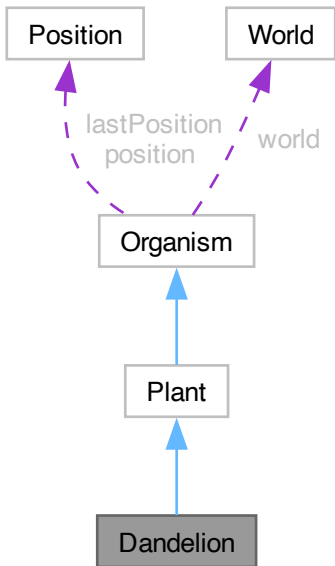 Position
World
lastPosition
position
world
Organism
Plant
Dandelion